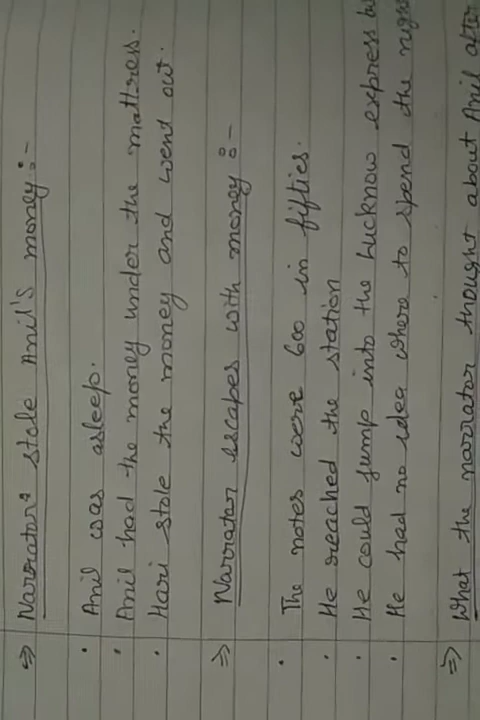 ⇒ Narrator stole Anil's money :-
• Anil was asleep.
• Anil had the money under the mattress.
• Hari stole the money and went out.
⇒ Narrator escapes with money :-
• The notes were 600 in fifties.
• He reached the station
• He could jump into the Lucknow express
• He had no idea where to spend the
⇒ What the narrator thought about Anil after